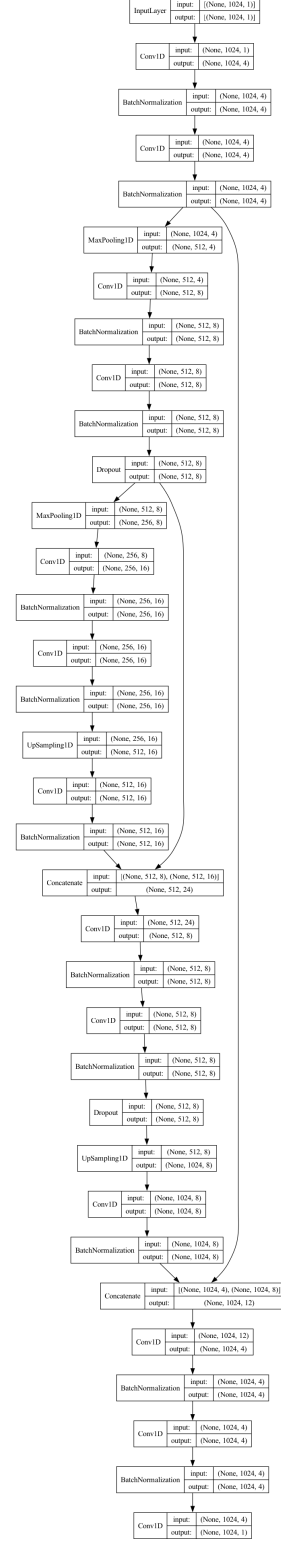 InputLayer input: [(None, 1024, 1)]
output: [(None, 1024, 1)]
Conv1D input: (None, 1024, 1)
output: (None, 1024, 4)
BatchNormalization input: (None, 1024, 4)
output: (None, 1024, 4)
Conv1D input: (None, 1024, 4)
output: (None, 1024, 4)
BatchNormalization input: (None, 1024, 4)
output: (None, 1024, 4)
MaxPooling1D input: (None, 1024, 4)
output: (None, 512, 4)
Conv1D input: (None, 512, 4)
output: (None, 512, 8)
BatchNormalization input: (None, 512, 8)
output: (None, 512, 8)
Conv1D input: (None, 512, 8)
output: (None, 512, 8)
BatchNormalization input: (None, 512, 8)
output: (None, 512, 8)
Dropout input: (None, 512, 8)
output: (None, 512, 8)
MaxPooling1D input: (None, 512, 8)
output: (None, 256, 8)
Conv1D input: (None, 256, 8)
output: (None, 256, 16)
BatchNormalization input: (None, 256, 16)
output: (None, 256, 16)
Conv1D input: (None, 256, 16)
output: (None, 256, 16)
BatchNormalization input: (None, 256, 16)
output: (None, 256, 16)
UpSampling1D input: (None, 256, 16)
output: (None, 512, 16)
Conv1D input: (None, 512, 16)
output: (None, 512, 16)
BatchNormalization input: (None, 512, 16)
output: (None, 512, 16)
Concatenate input: [(None, 512, 8), (None, 512, 16)]
output: (None, 512, 24)
Conv1D input: (None, 512, 24)
output: (None, 512, 8)
BatchNormalization input: (None, 512, 8)
output: (None, 512, 8)
Conv1D input: (None, 512, 8)
output: (None, 512, 8)
BatchNormalization input: (None, 512, 8)
output: (None, 512, 8)
Dropout input: (None, 512, 8)
output: (None, 512, 8)
UpSampling1D input: (None, 512, 8)
output: (None, 1024, 8)
Conv1D input: (None, 1024, 8)
output: (None, 1024, 8)
BatchNormalization input: (None, 1024, 8)
output: (None, 1024, 8)
Concatenate input: [(None, 1024, 4), (None, 1024, 8)]
output: (None, 1024, 12)
Conv1D input: (None, 1024, 12)
output: (None, 1024, 4)
BatchNormalization input: (None, 1024, 4)
output: (None, 1024, 4)
Conv1D input: (None, 1024, 4)
output: (None, 1024, 4)
BatchNormalization input: (None, 1024, 4)
output: (None, 1024, 4)
Conv1D input: (None, 1024, 4)
output: (None, 1024, 1)